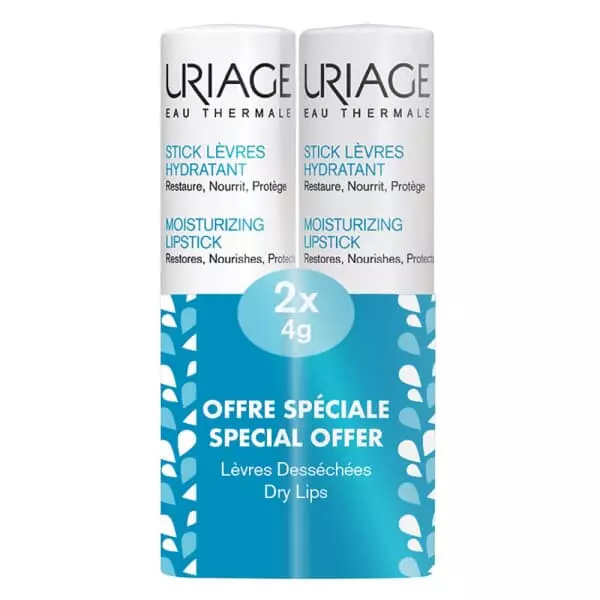 URIAGE
EAU THERMALE
STICK LÈVRES
HYDRATANT
Restaure, Nourrit, Protège
MOISTURIZING
LIPSTICK
Restores, Nourishes, Protects
URIAGE
EAU THERMALE
STICK LÈVRES
HYDRATANT
Restaure, Nourrit, Protège
MOISTURIZING
LIPSTICK
Restores, Nourishes, Protects
2x
4g
OFFRE SPÉCIALE
SPECIAL OFFER
Lèvres Desséchées
Dry Lips